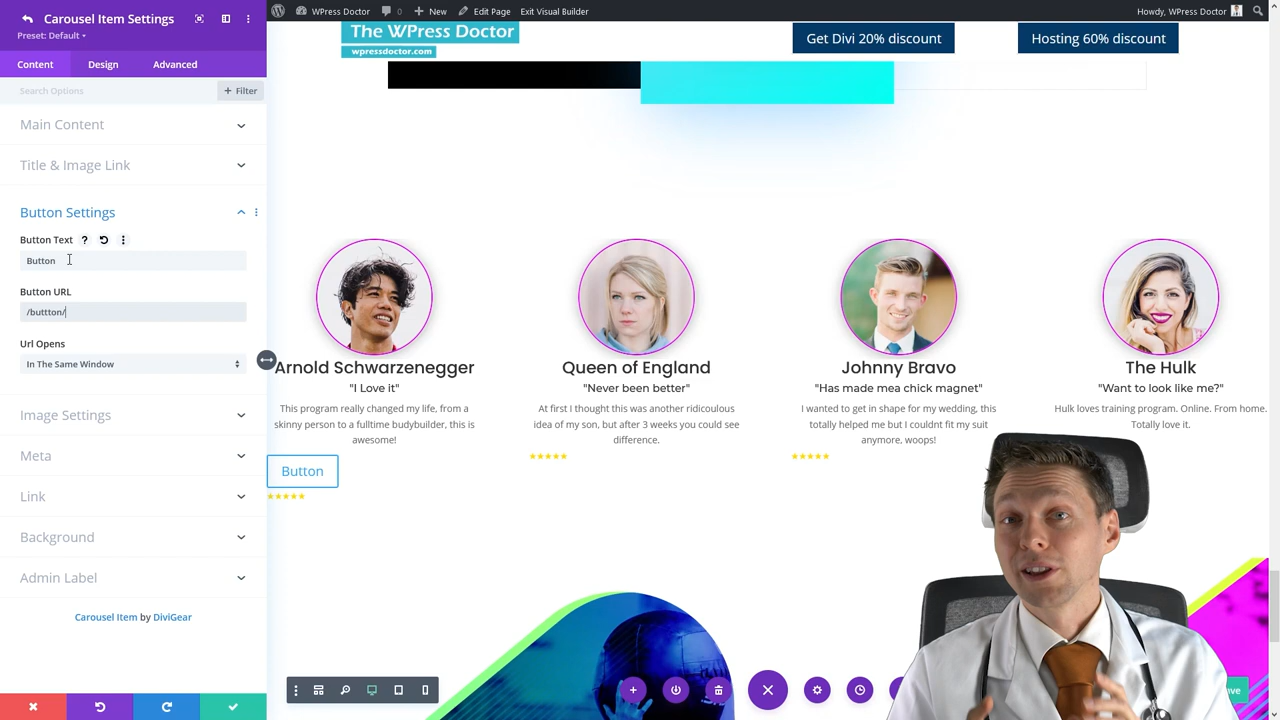 Carousel Item Settings
Preset: Default
WPress Doctor
0
New
Edit Page
Exit Visual Builder
Howdy, WPress Doctor
Content
Design
Advanced
Search Options
+ Filter
Main Content
Title & Image Link
Button Settings
Button Text ?
Button
Button URL
/buttton/
Url Opens
In The Same Window
Image Settings
Meta
Link
Background
Admin Label
Carousel Item by DiviGear
The WPress Doctor
wpressdoctor.com
Get Divi 20% discount
Hosting 60% discount
Arnold Schwarzenegger
"I Love it"
This program really changed my life, from a
skinny person to a fulltime budybuilder, this is
awesome!
Button
★★★★★
Queen of England
"Never been better"
At first I thought this was another ridiculous
idea of my son, but after 3 weeks you could see
difference.
★★★★★
Johnny Bravo
"Has made mea chick magnet"
I wanted to get in shape for my wedding, this
totally helped me but I couldnt fit my suit
anymore, woops!
★★★★★
The Hulk
"Want to look like me?"
Hulk loves training program. Online. From home.
Totally love it.